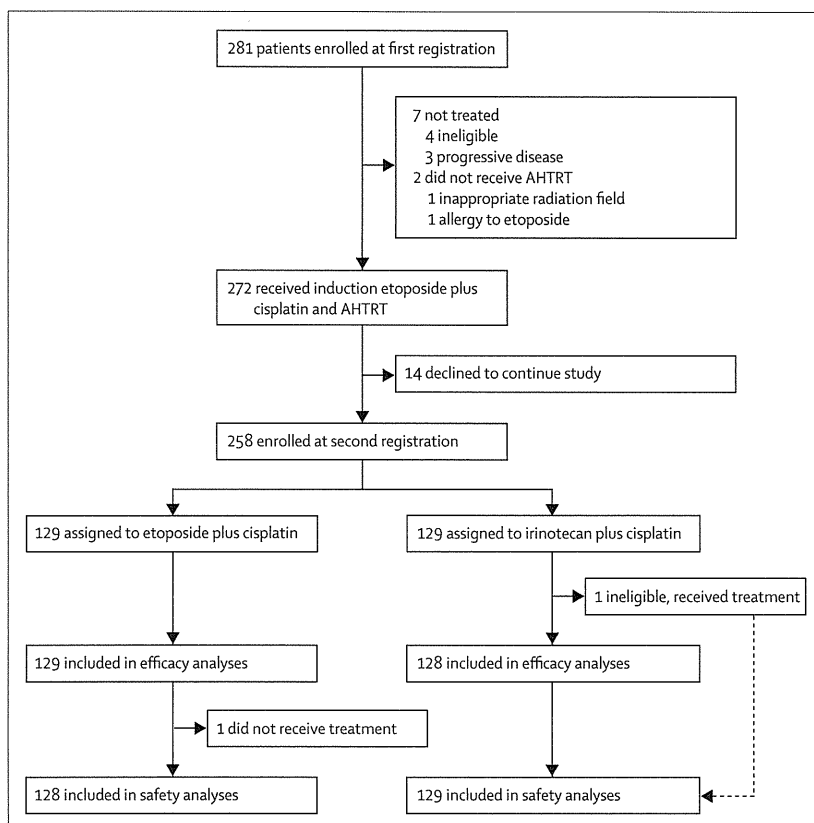 281 patients enrolled at first registration
7 not treated
4 ineligible
3 progressive disease
2 did not receive AHTRT
1 inappropriate radiation field
1 allergy to etoposide
272 received induction etoposide plus
cisplatin and AHTRT
14 declined to continue study
258 enrolled at second registration
129 assigned to etoposide plus cisplatin
129 assigned to irinotecan plus cisplatin
1 ineligible, received treatment
129 included in efficacy analyses
128 included in efficacy analyses
1 did not receive treatment
128 included in safety analyses
129 included in safety analyses